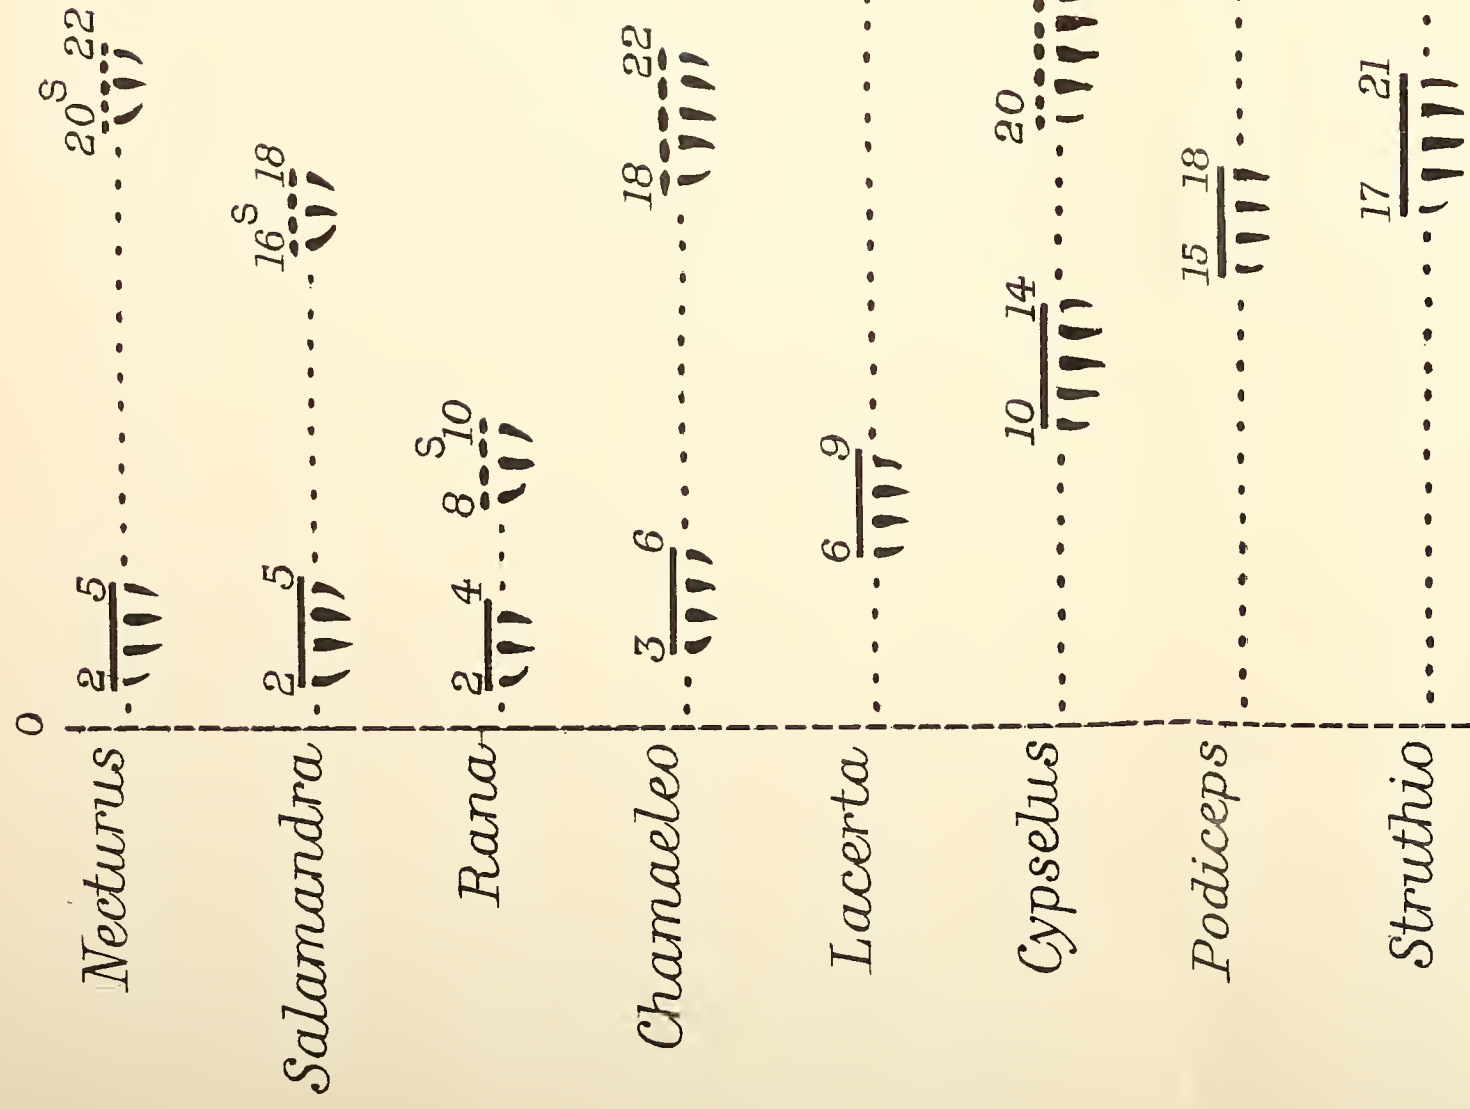 0
Necturus 2 5 20 S 22
Salamandra 2 5 16 S 18
Rana 2 4 8 S 10
Chamaeleo 3 6 18 22
Lacerta 6 9
Cypselus 10 14 20
Podiceps 15 18
Struthio 17 21